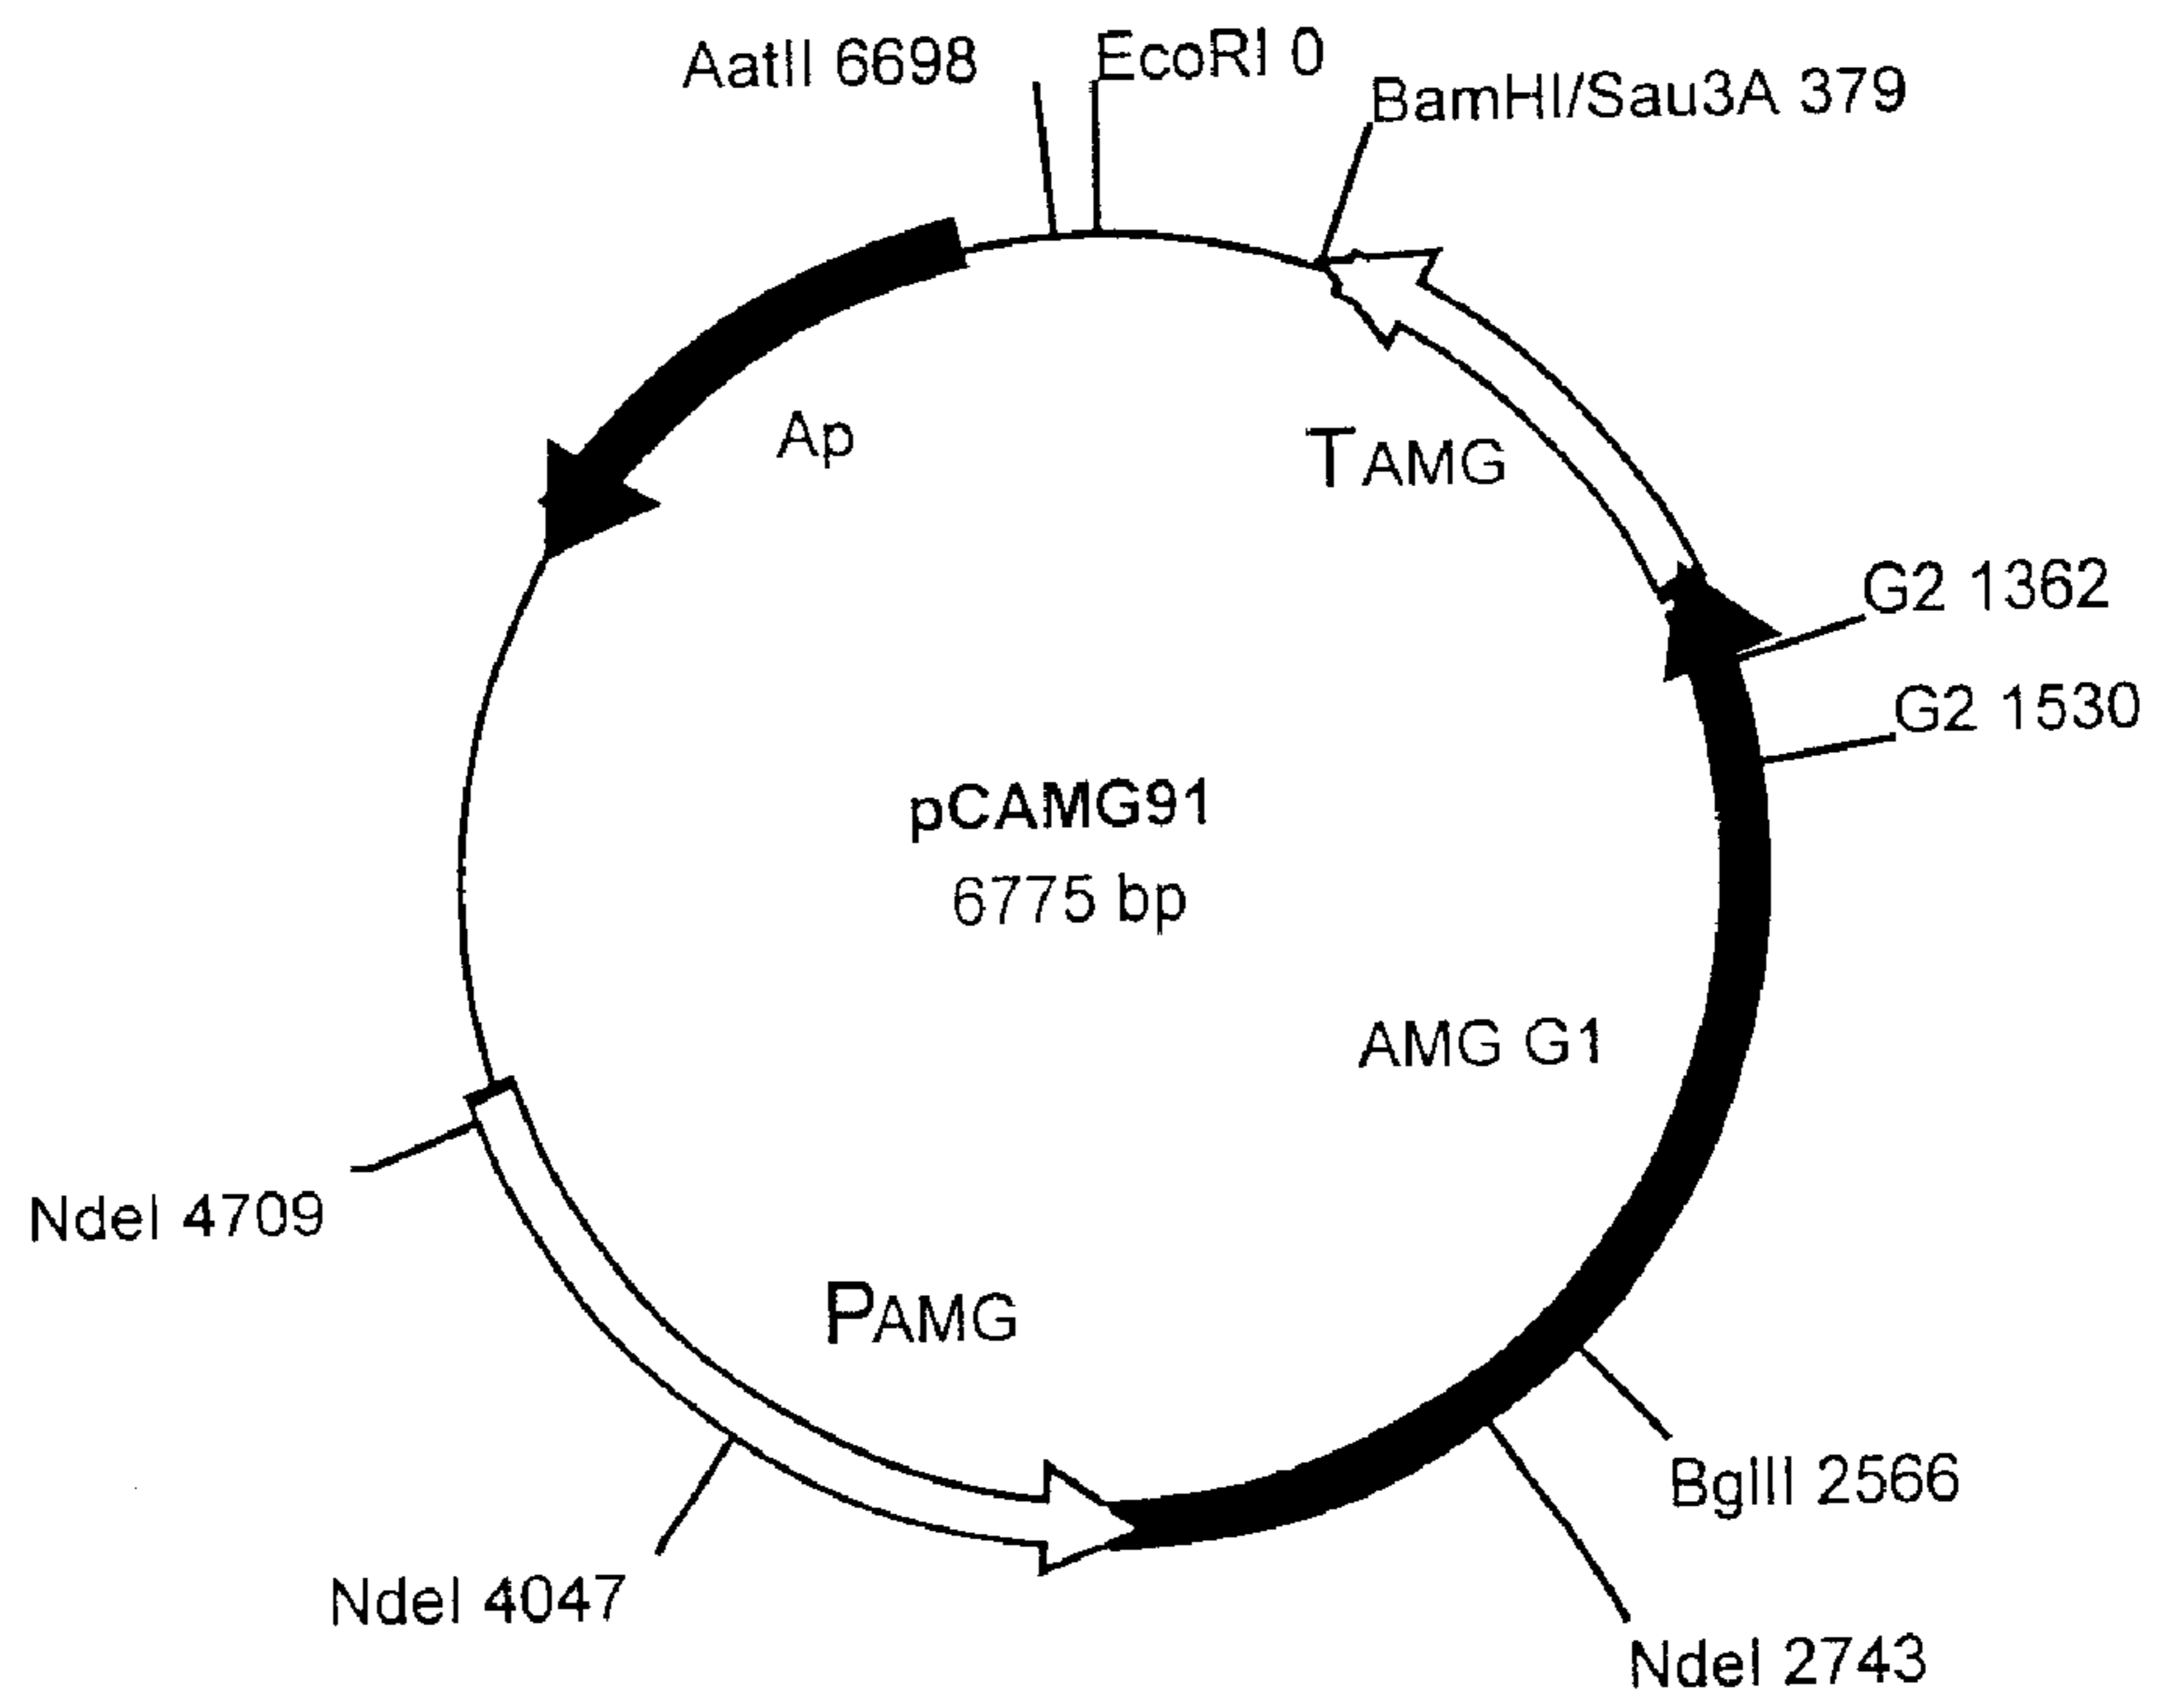 AatII 6698
EcoRI 0
BamHI/Sau3A 379
Ap
TAMG
G2 1362
G2 1530
pCAMG91
6775 bp
AMG G1
NdeI 4709
PAMG
BglII 2566
NdeI 4047
NdeI 2743